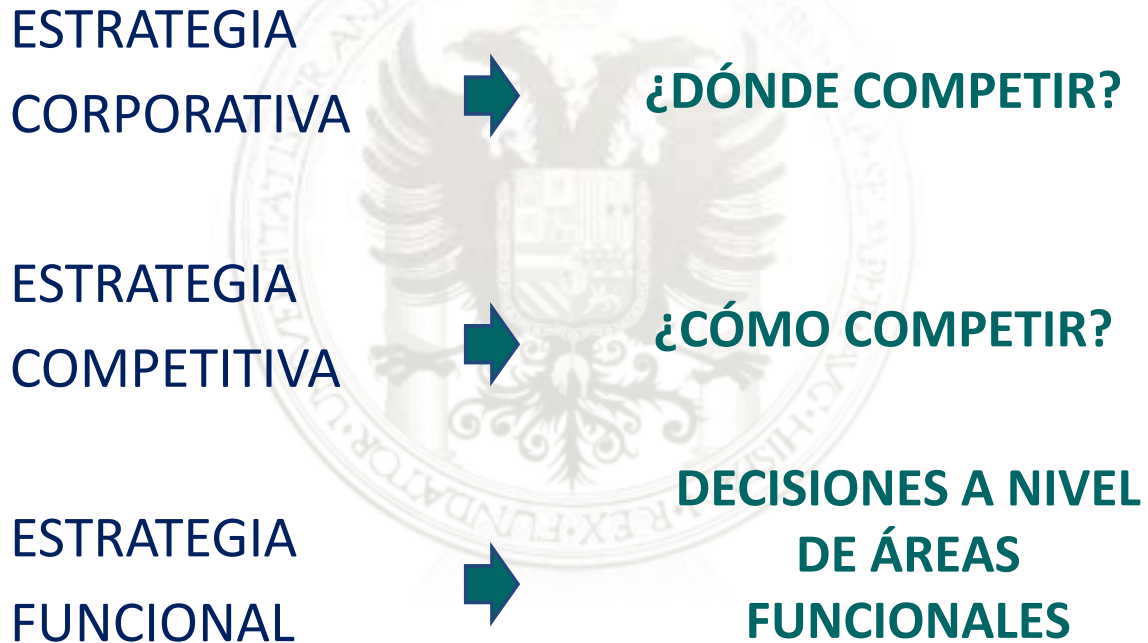 ESTRATEGIA
CORPORATIVA
¿DÓNDE COMPETIR?
ESTRATEGIA
COMPETITIVA
¿CÓMO COMPETIR?
ESTRATEGIA
FUNCIONAL
DECISIONES A NIVEL
DE ÁREAS
FUNCIONALES